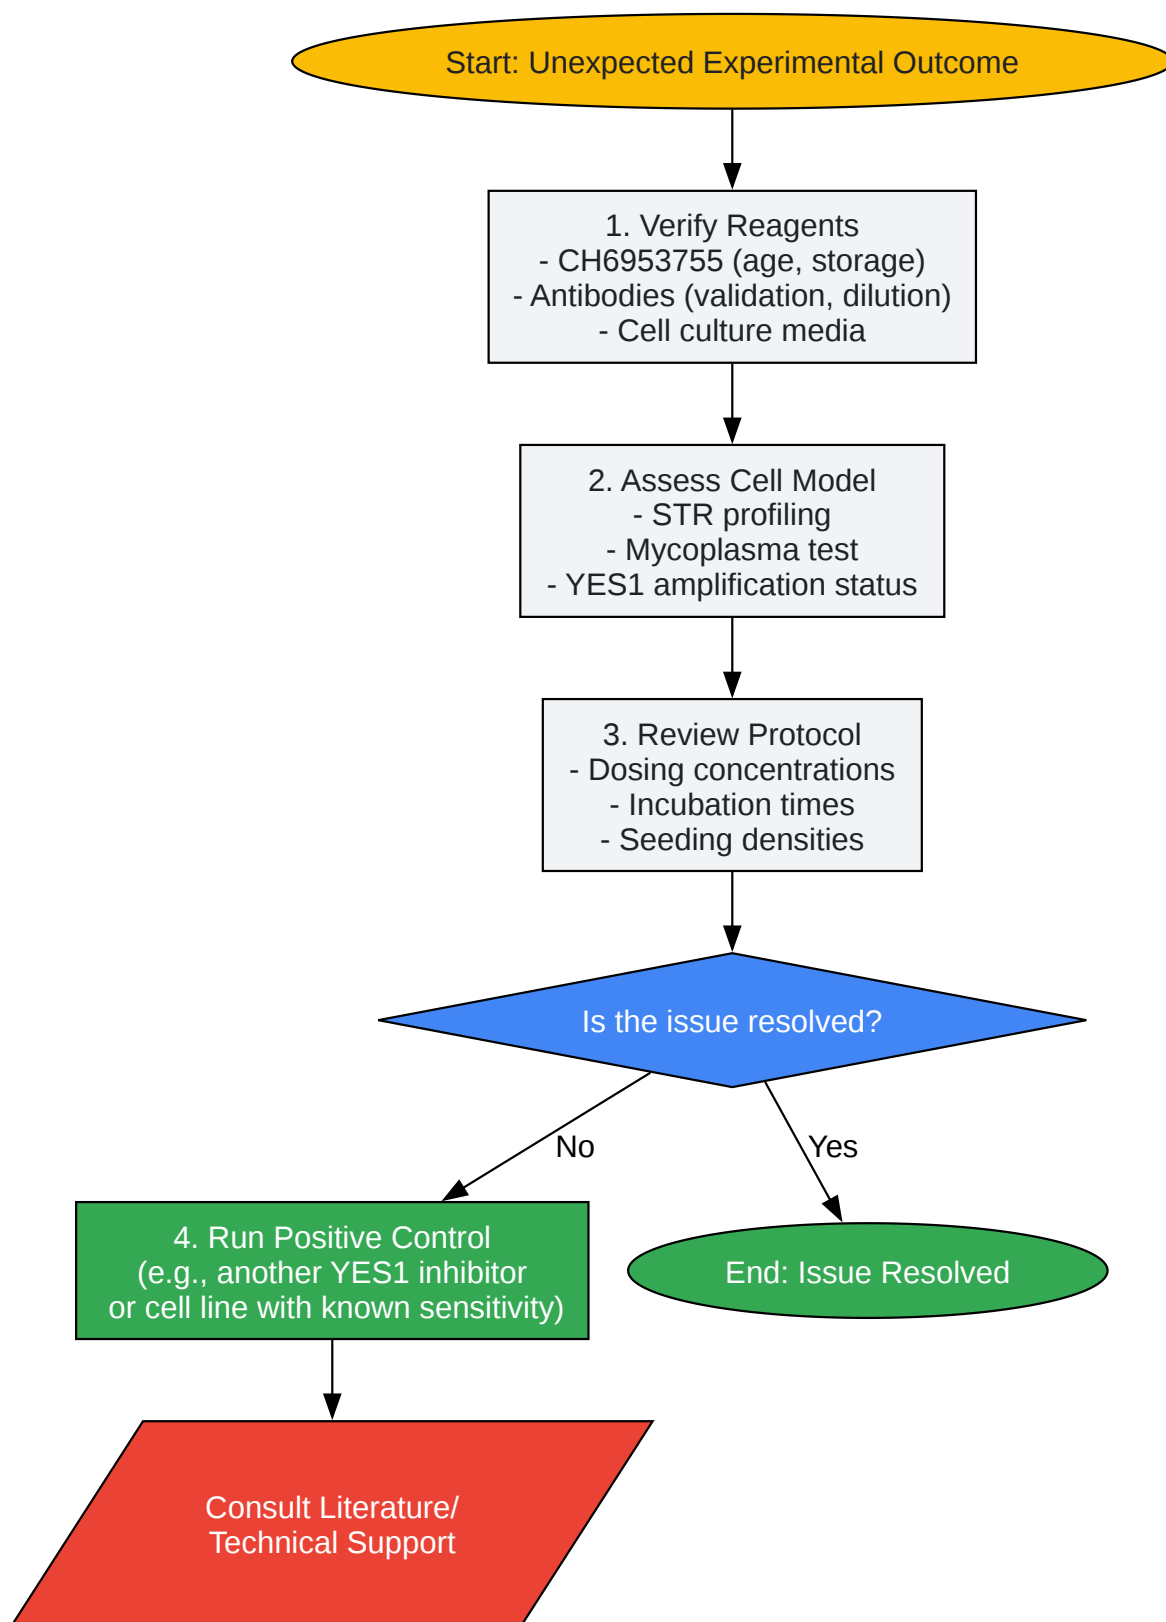 Start: Unexpected Experimental Outcome
1. Verify Reagents
- CH6953755 (age, storage)
- Antibodies (validation, dilution)
- Cell culture media
2. Assess Cell Model
- STR profiling
- Mycoplasma test
- YES1 amplification status
3. Review Protocol
- Dosing concentrations
- Incubation times
- Seeding densities
Is the issue resolved?
No
Yes
4. Run Positive Control
(e.g., another YES1 inhibitor
or cell line with known sensitivity)
End: Issue Resolved
Consult Literature/
Technical Support